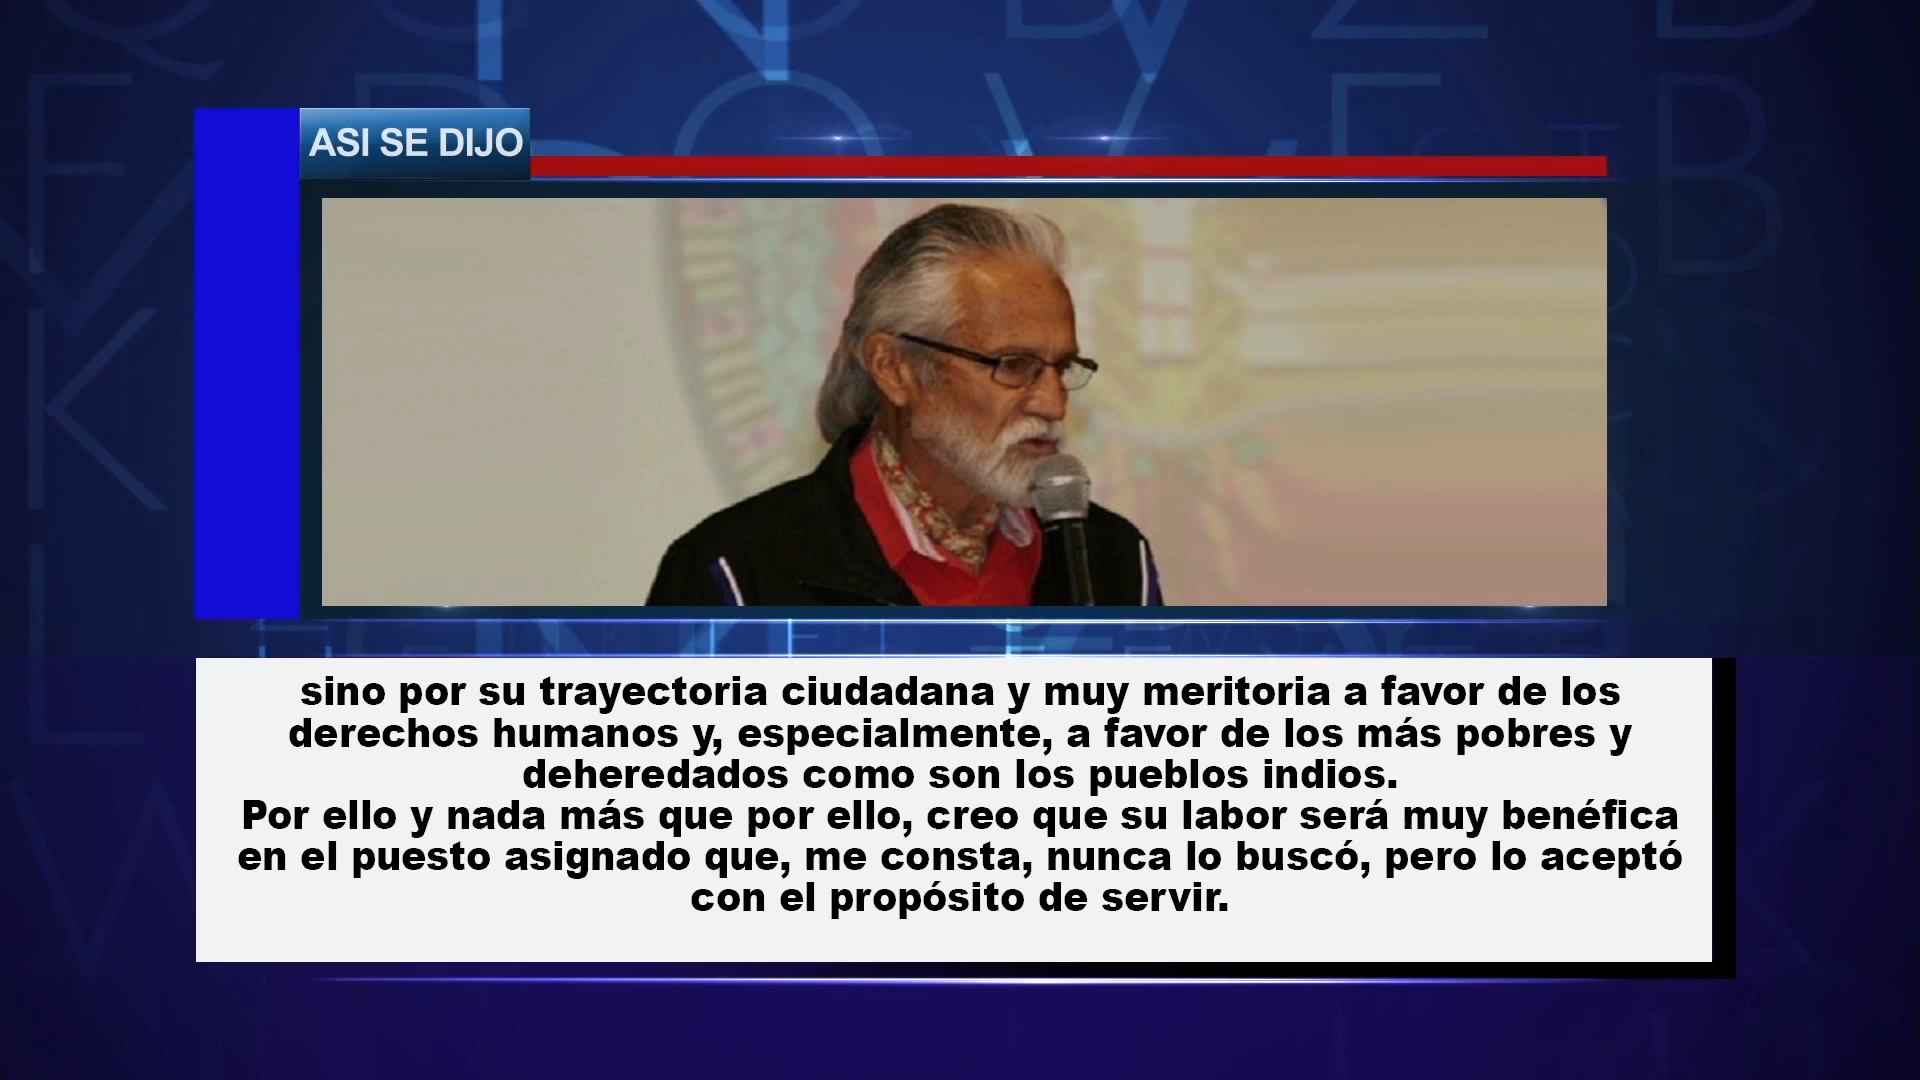 ASI SE DIJO
sino por su trayectoria ciudadana y muy meritoria a favor de los
derechos humanos y, especialmente, a favor de los más pobres y
deheredados como son los pueblos indios.
Por ello y nada más que por ello, creo que su labor será muy benéfica
en el puesto asignado que, me consta, nunca lo buscó, pero lo aceptó
con el propósito de servir.